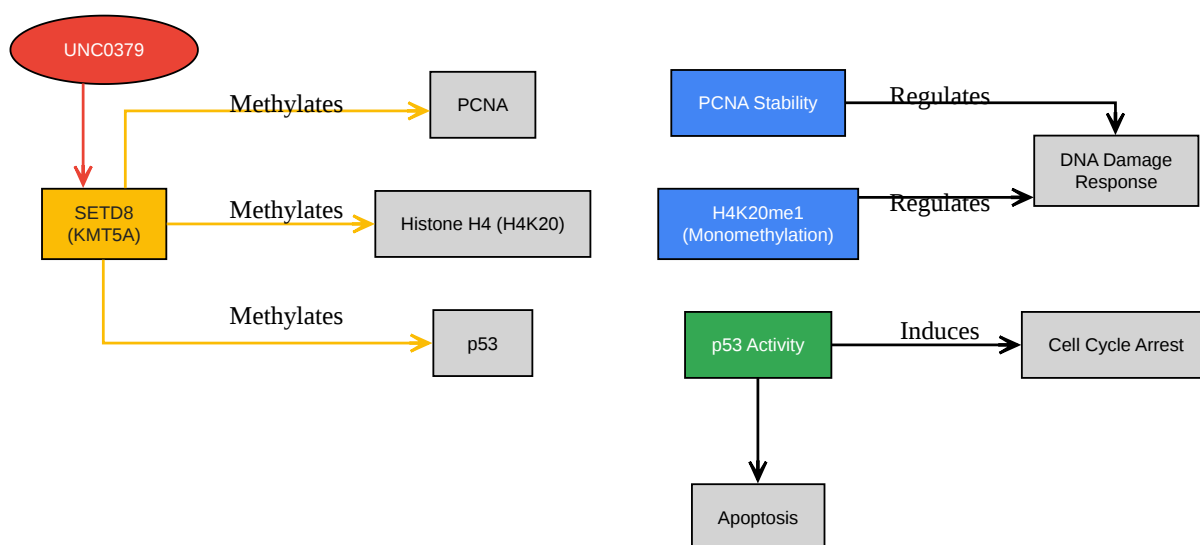 UNC0379
Methylates
PCNA
SETD8
(KMT5A)
Methylates
Histone H4 (H4K20)
Methylates
p53
PCNA Stability
Regulates
DNA Damage
Response
H4K20me1
(Monomethylation)
Regulates
p53 Activity
Induces
Cell Cycle Arrest
Apoptosis